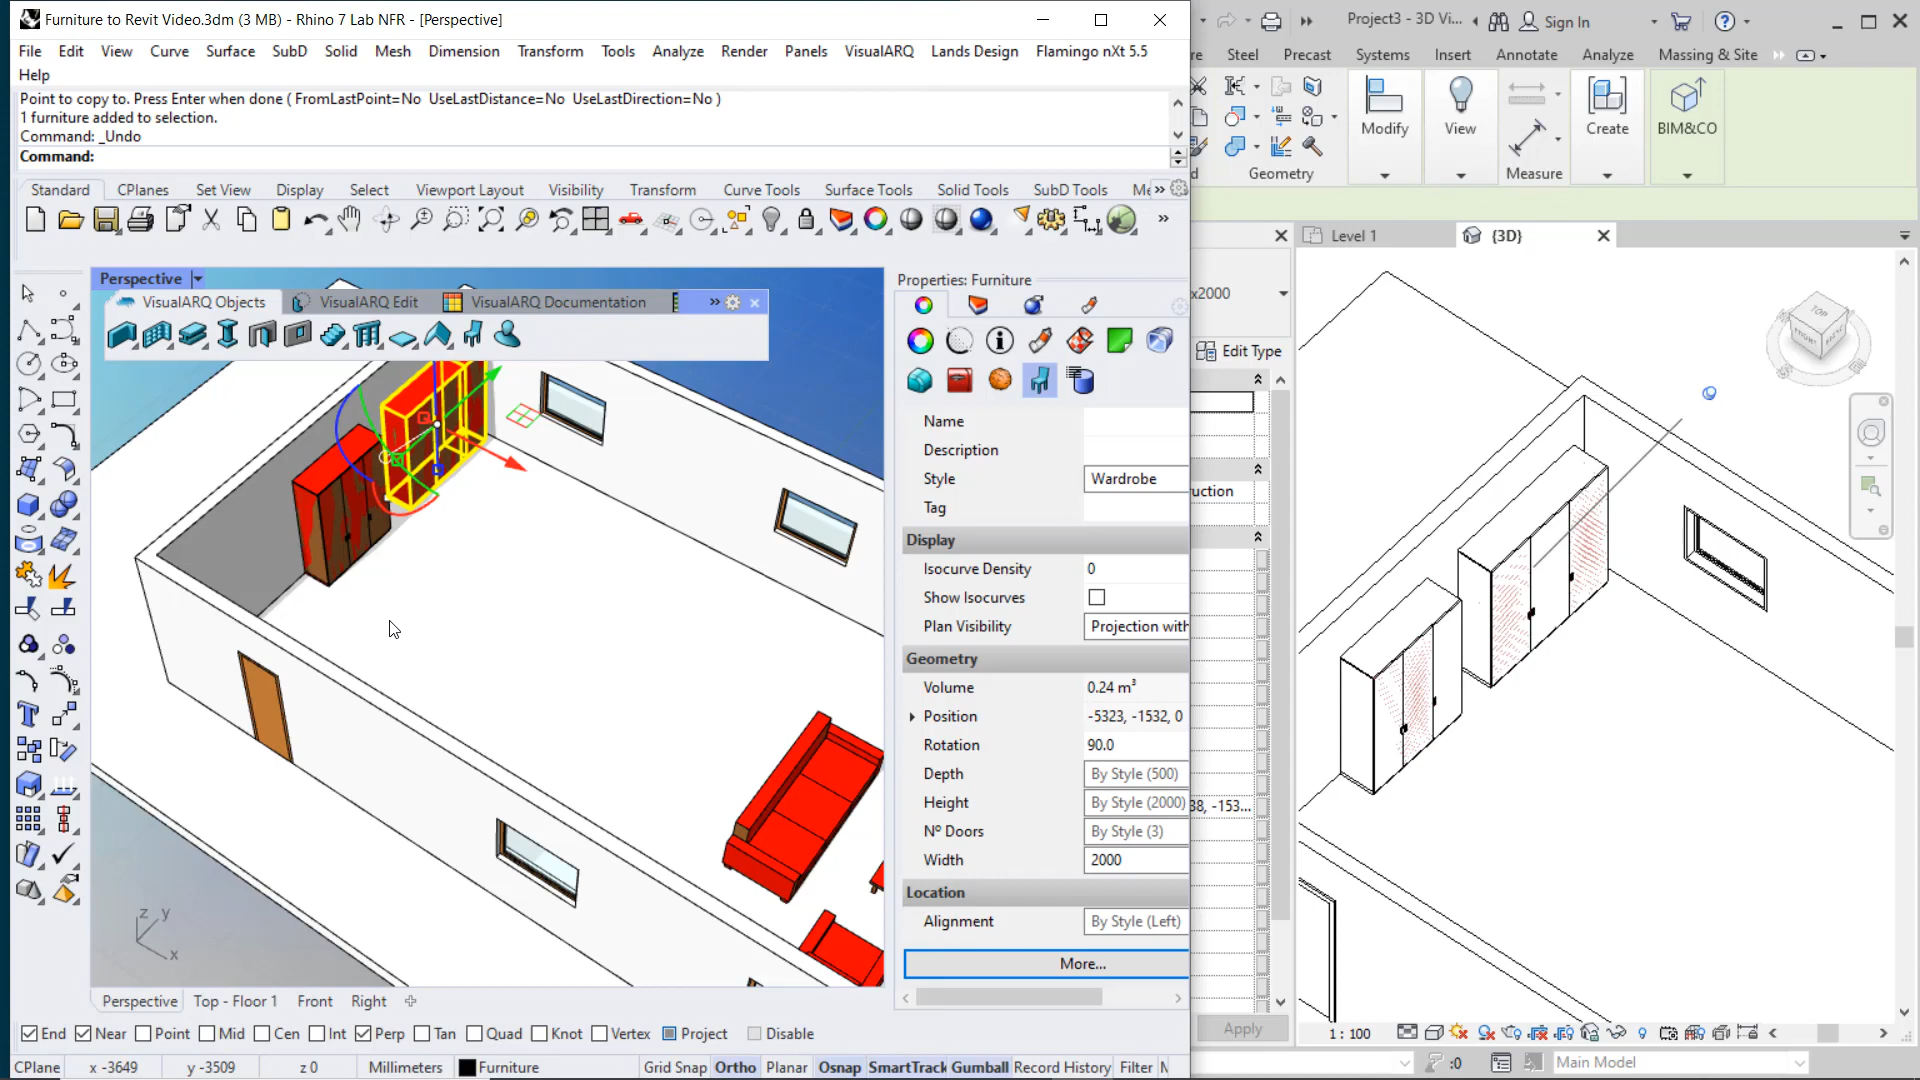 Furniture to Revit Video.3dm (3 MB) - Rhino 7 Lab NFR - [Perspective]
File Edit View Curve Surface SubD Solid Mesh Dimension Transform Tools Analyze Render Panels VisualARQ Lands Design Flamingo nXt 5.5
Help
Point to copy to. Press Enter when done ( FromLastPoint=No UseLastDistance=No UseLastDirection=No )
1 furniture added to selection.
Command: _Undo
Command:
Standard CPlanes Set View Display Select Viewport Layout Visibility Transform Curve Tools Surface Tools Solid Tools SubD Tools Me »
Perspective
VisualARQ Objects VisualARQ Edit VisualARQ Documentation
Properties: Furniture
Name
Description
Style Wardrobe
Tag
Display
Isocurve Density 0
Show Isocurves
Plan Visibility Projection with
Geometry
Volume 0.24 m³
Position -5323, -1532, 0
Rotation 90.0
Depth By Style (500)
Height By Style (2000)
Nº Doors By Style (3)
Width 2000
Location
Alignment By Style (Left)
More...
z y
x
Perspective Top - Floor 1 Front Right
End Near Point Mid Cen Int Perp Tan Quad Knot Vertex Project Disable
CPlane x -3649 y -3509 z 0 Millimeters Furniture Grid Snap Ortho Planar Osnap SmartTrack Gumball Record History Filter M
Project3 - 3D Vi... Sign In
re Steel Precast Systems Insert Annotate Analyze Massing & Site
Modify View Create BIM&CO
d Geometry Measure
Level 1 {3D}
x2000
Edit Type
uction
38, -153...
Apply
TOP
FRONT
1 : 100
:0 Main Model